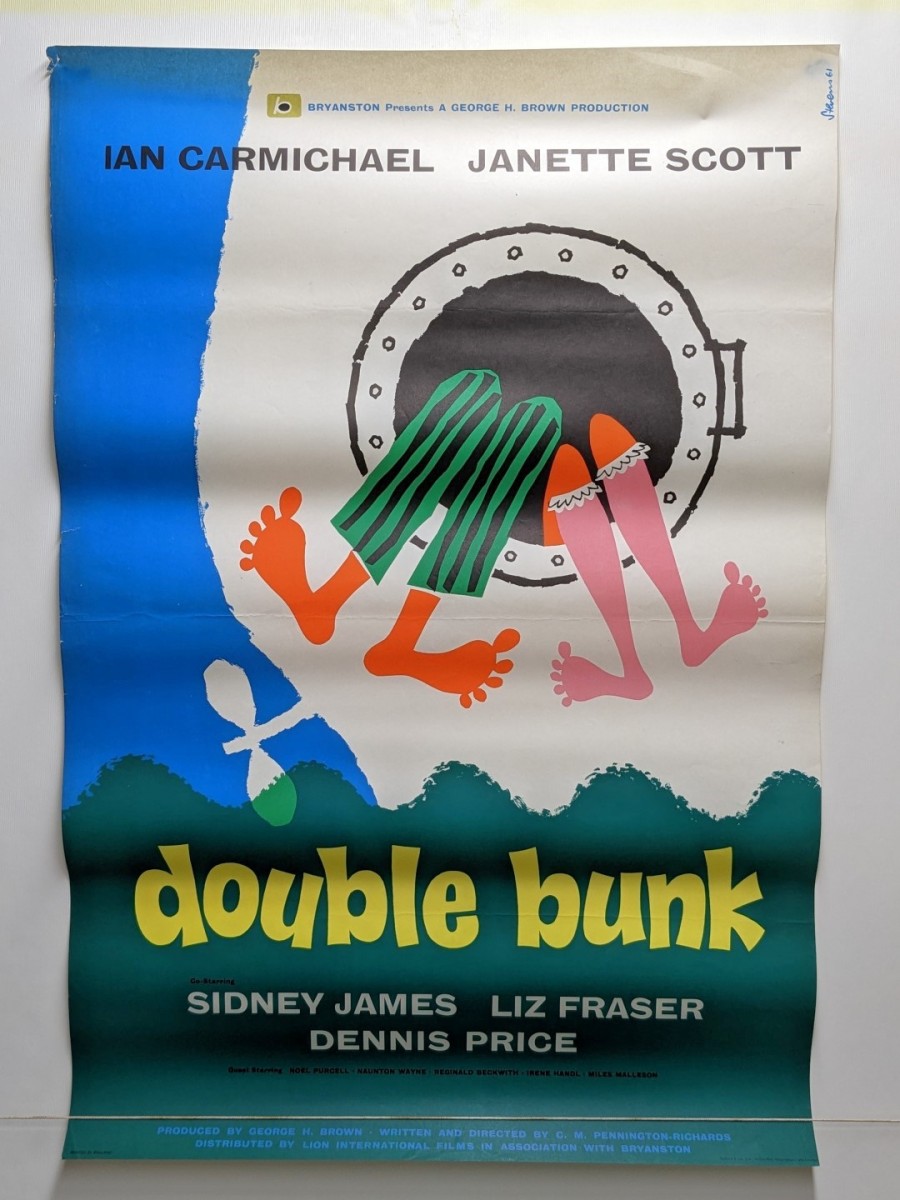 BRYANSTON Presents A GEORGE H. BROWN PRODUCTION
IAN CARMICHAEL JANETTE SCOTT
double bunk
Co-Starring
SIDNEY JAMES LIZ FRASER
DENNIS PRICE
Guest Starring NOEL PURCELL · NAUNTON WAYNE · REGINALD BECKWITH · IRENE HANDL · MILES MALLESON
PRODUCED BY GEORGE H. BROWN · WRITTEN AND DIRECTED BY C. M. PENNINGTON-RICHARDS
DISTRIBUTED BY LION INTERNATIONAL FILMS IN ASSOCIATION WITH BRYANSTON